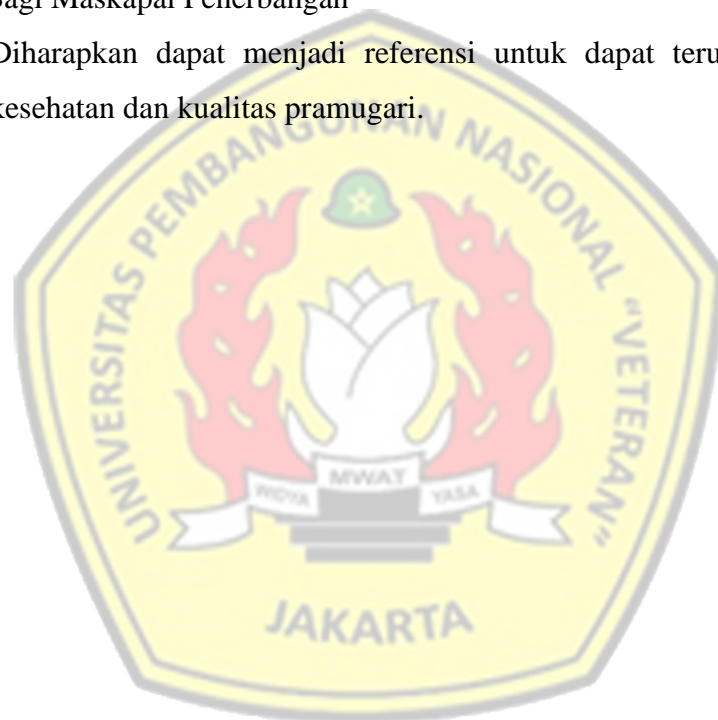 Bagi Maskapai Penerbangan
Diharapkan dapat menjadi referensi untuk dapat teru
kesehatan dan kualitas pramugari.
UNIVERSITAS PEMBANGUNAN NASIONAL "VETERAN"
WIDYA MWAT YASA
JAKARTA